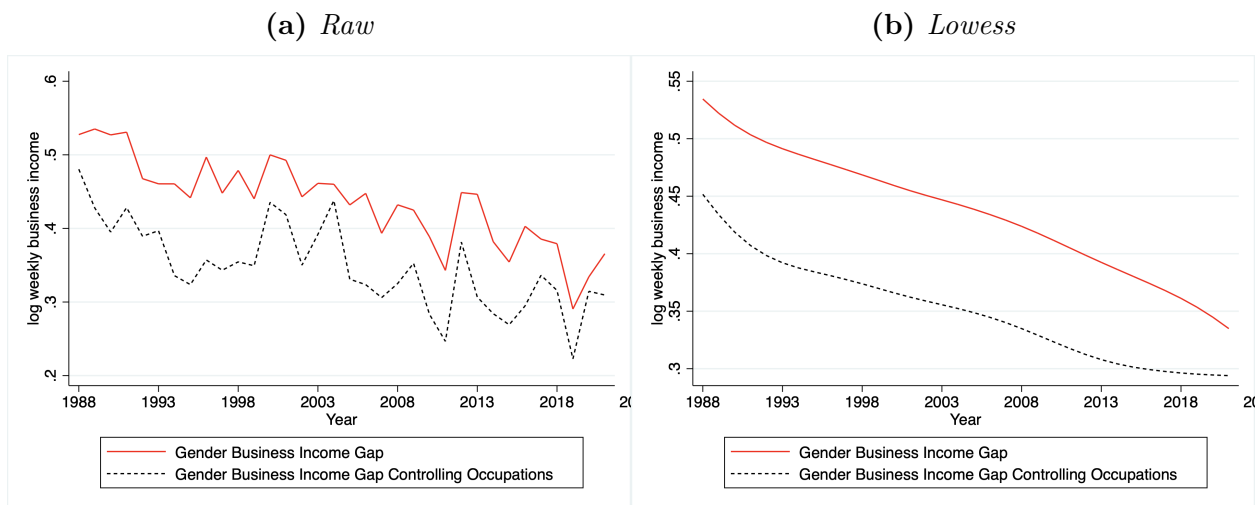 (a) Raw
.6
.5
.4
.3
.2
log weekly business income
1988 1993 1998 2003 2008 2013 2018 20
Year
Gender Business Income Gap
Gender Business Income Gap Controlling Occupations
(b) Lowess
.55
.5
.45
.4
.35
.3
log weekly business income
1988 1993 1998 2003 2008 2013 2018 20
Year
Gender Business Income Gap
Gender Business Income Gap Controlling Occupations